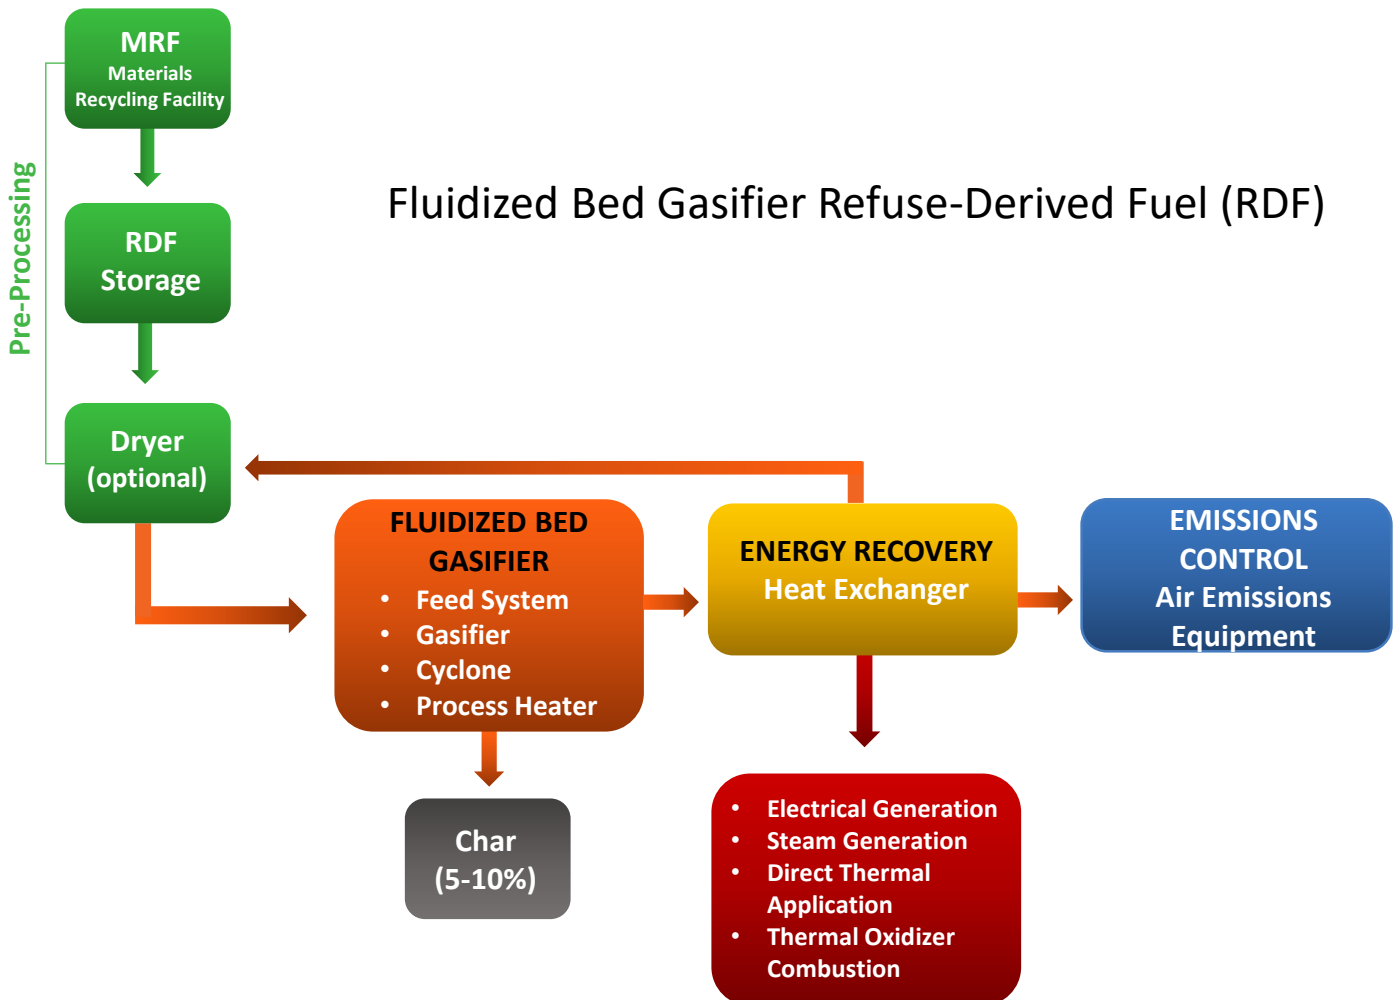 MRF
Materials
Recycling Facility
Pre-Processing
Fluidized Bed Gasifier Refuse-Derived Fuel (RDF)
RDF
Storage
Dryer
(optional)
FLUIDIZED BED
GASIFIER
• Feed System
• Gasifier
• Cyclone
• Process Heater
ENERGY RECOVERY
Heat Exchanger
EMISSIONS
CONTROL
Air Emissions
Equipment
Char
(5-10%)
• Electrical Generation
• Steam Generation
• Direct Thermal
Application
• Thermal Oxidizer
Combustion